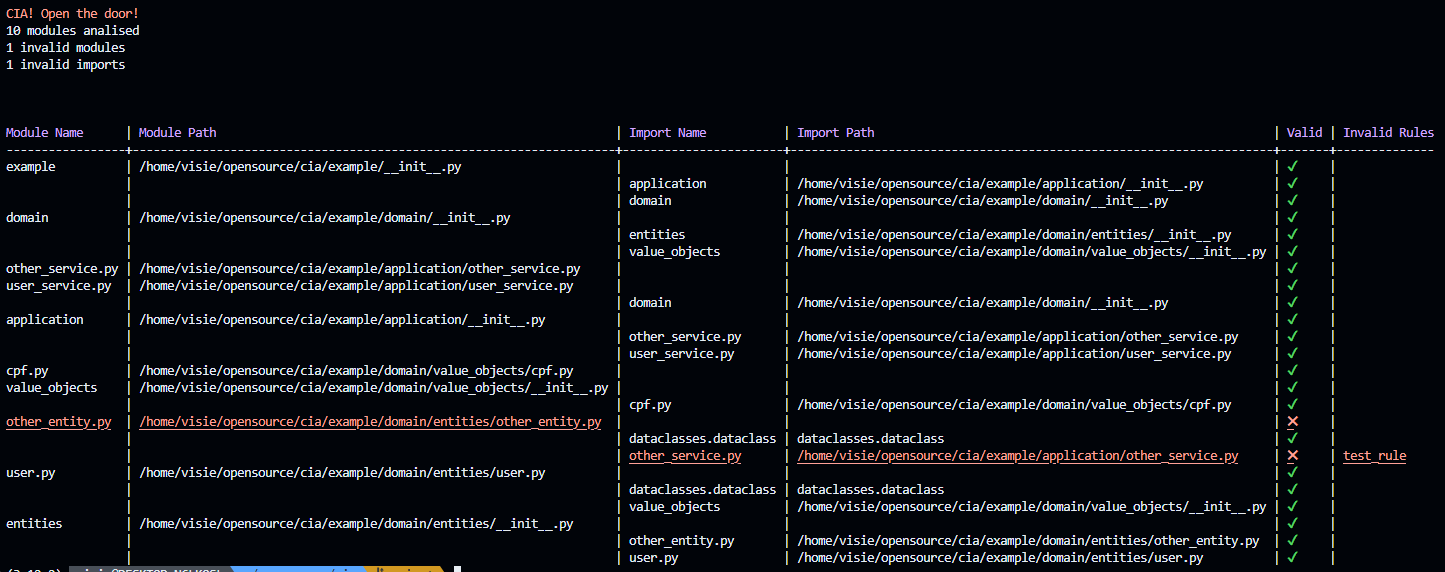 CIA! Open the door!
10 modules analised
1 invalid modules
1 invalid imports
Module Name | Module Path | Import Name | Import Path | Valid | Invalid Rules
example | /home/visie/opensource/cia/example/__init__.py | | | ✓ |
| | application | /home/visie/opensource/cia/example/application/__init__.py | ✓ |
| | domain | /home/visie/opensource/cia/example/domain/__init__.py | ✓ |
domain | /home/visie/opensource/cia/example/domain/__init__.py | | | ✓ |
| | entities | /home/visie/opensource/cia/example/domain/entities/__init__.py | ✓ |
| | value_objects | /home/visie/opensource/cia/example/domain/value_objects/__init__.py | ✓ |
other_service.py | /home/visie/opensource/cia/example/application/other_service.py | | | ✓ |
user_service.py | /home/visie/opensource/cia/example/application/user_service.py | | | ✓ |
| | domain | /home/visie/opensource/cia/example/domain/__init__.py | ✓ |
application | /home/visie/opensource/cia/example/application/__init__.py | | | ✓ |
| | other_service.py | /home/visie/opensource/cia/example/application/other_service.py | ✓ |
| | user_service.py | /home/visie/opensource/cia/example/application/user_service.py | ✓ |
cpf.py | /home/visie/opensource/cia/example/domain/value_objects/cpf.py | | | ✓ |
value_objects | /home/visie/opensource/cia/example/domain/value_objects/__init__.py | | | ✓ |
| | cpf.py | /home/visie/opensource/cia/example/domain/value_objects/cpf.py | ✓ |
other_entity.py | /home/visie/opensource/cia/example/domain/entities/other_entity.py | | | ✕ |
| | dataclasses.dataclass | dataclasses.dataclass | ✓ |
| | other_service.py | /home/visie/opensource/cia/example/application/other_service.py | ✕ | test_rule
user.py | /home/visie/opensource/cia/example/domain/entities/user.py | | | ✓ |
| | dataclasses.dataclass | dataclasses.dataclass | ✓ |
| | value_objects | /home/visie/opensource/cia/example/domain/value_objects/__init__.py | ✓ |
entities | /home/visie/opensource/cia/example/domain/entities/__init__.py | | | ✓ |
| | other_entity.py | /home/visie/opensource/cia/example/domain/entities/other_entity.py | ✓ |
| | user.py | /home/visie/opensource/cia/example/domain/entities/user.py | ✓ |